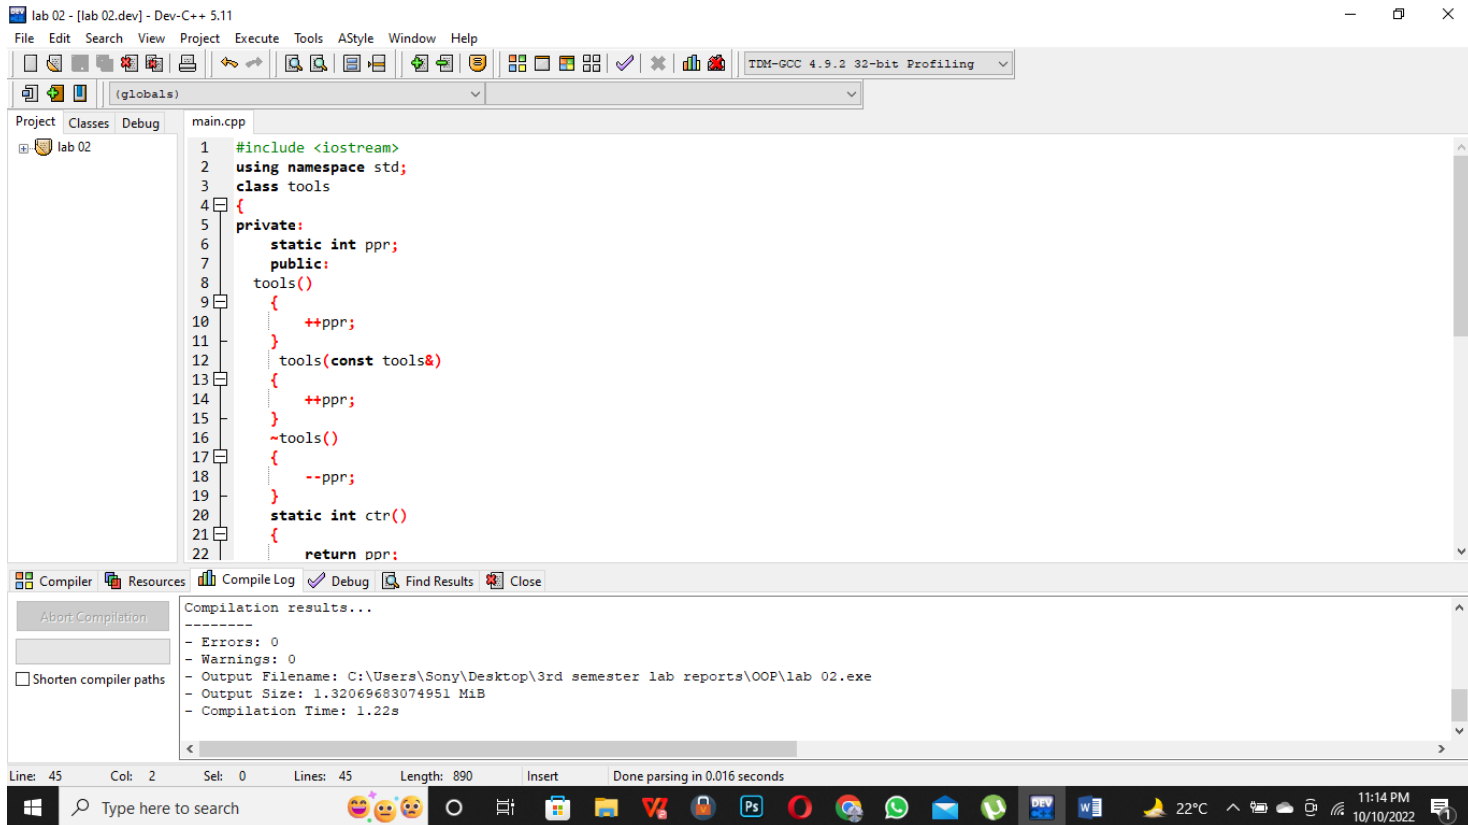 lab 02 - [lab 02.dev] - Dev-C++ 5.11
File Edit Search View Project Execute Tools AStyle Window Help
TDM-GCC 4.9.2 32-bit Profiling
(globals)
Project Classes Debug main.cpp
lab 02
1 #include <iostream>
2 using namespace std;
3 class tools
4 {
5 private:
6 static int ppr;
7 public:
8 tools()
9 {
10 ++ppr;
11 }
12 tools(const tools&)
13 {
14 ++ppr;
15 }
16 ~tools()
17 {
18 --ppr;
19 }
20 static int ctr()
21 {
22 return ppr;
Compiler Resources Compile Log Debug Find Results Close
Abort Compilation
Shorten compiler paths
Compilation results...
--------
- Errors: 0
- Warnings: 0
- Output Filename: C:\Users\Sony\Desktop\3rd semester lab reports\OOP\lab 02.exe
- Output Size: 1.32069683074951 MiB
- Compilation Time: 1.22s
Line: 45 Col: 2 Sel: 0 Lines: 45 Length: 890 Insert Done parsing in 0.016 seconds
Type here to search
Ps
DEV
W
22°C
11:14 PM
10/10/2022
1